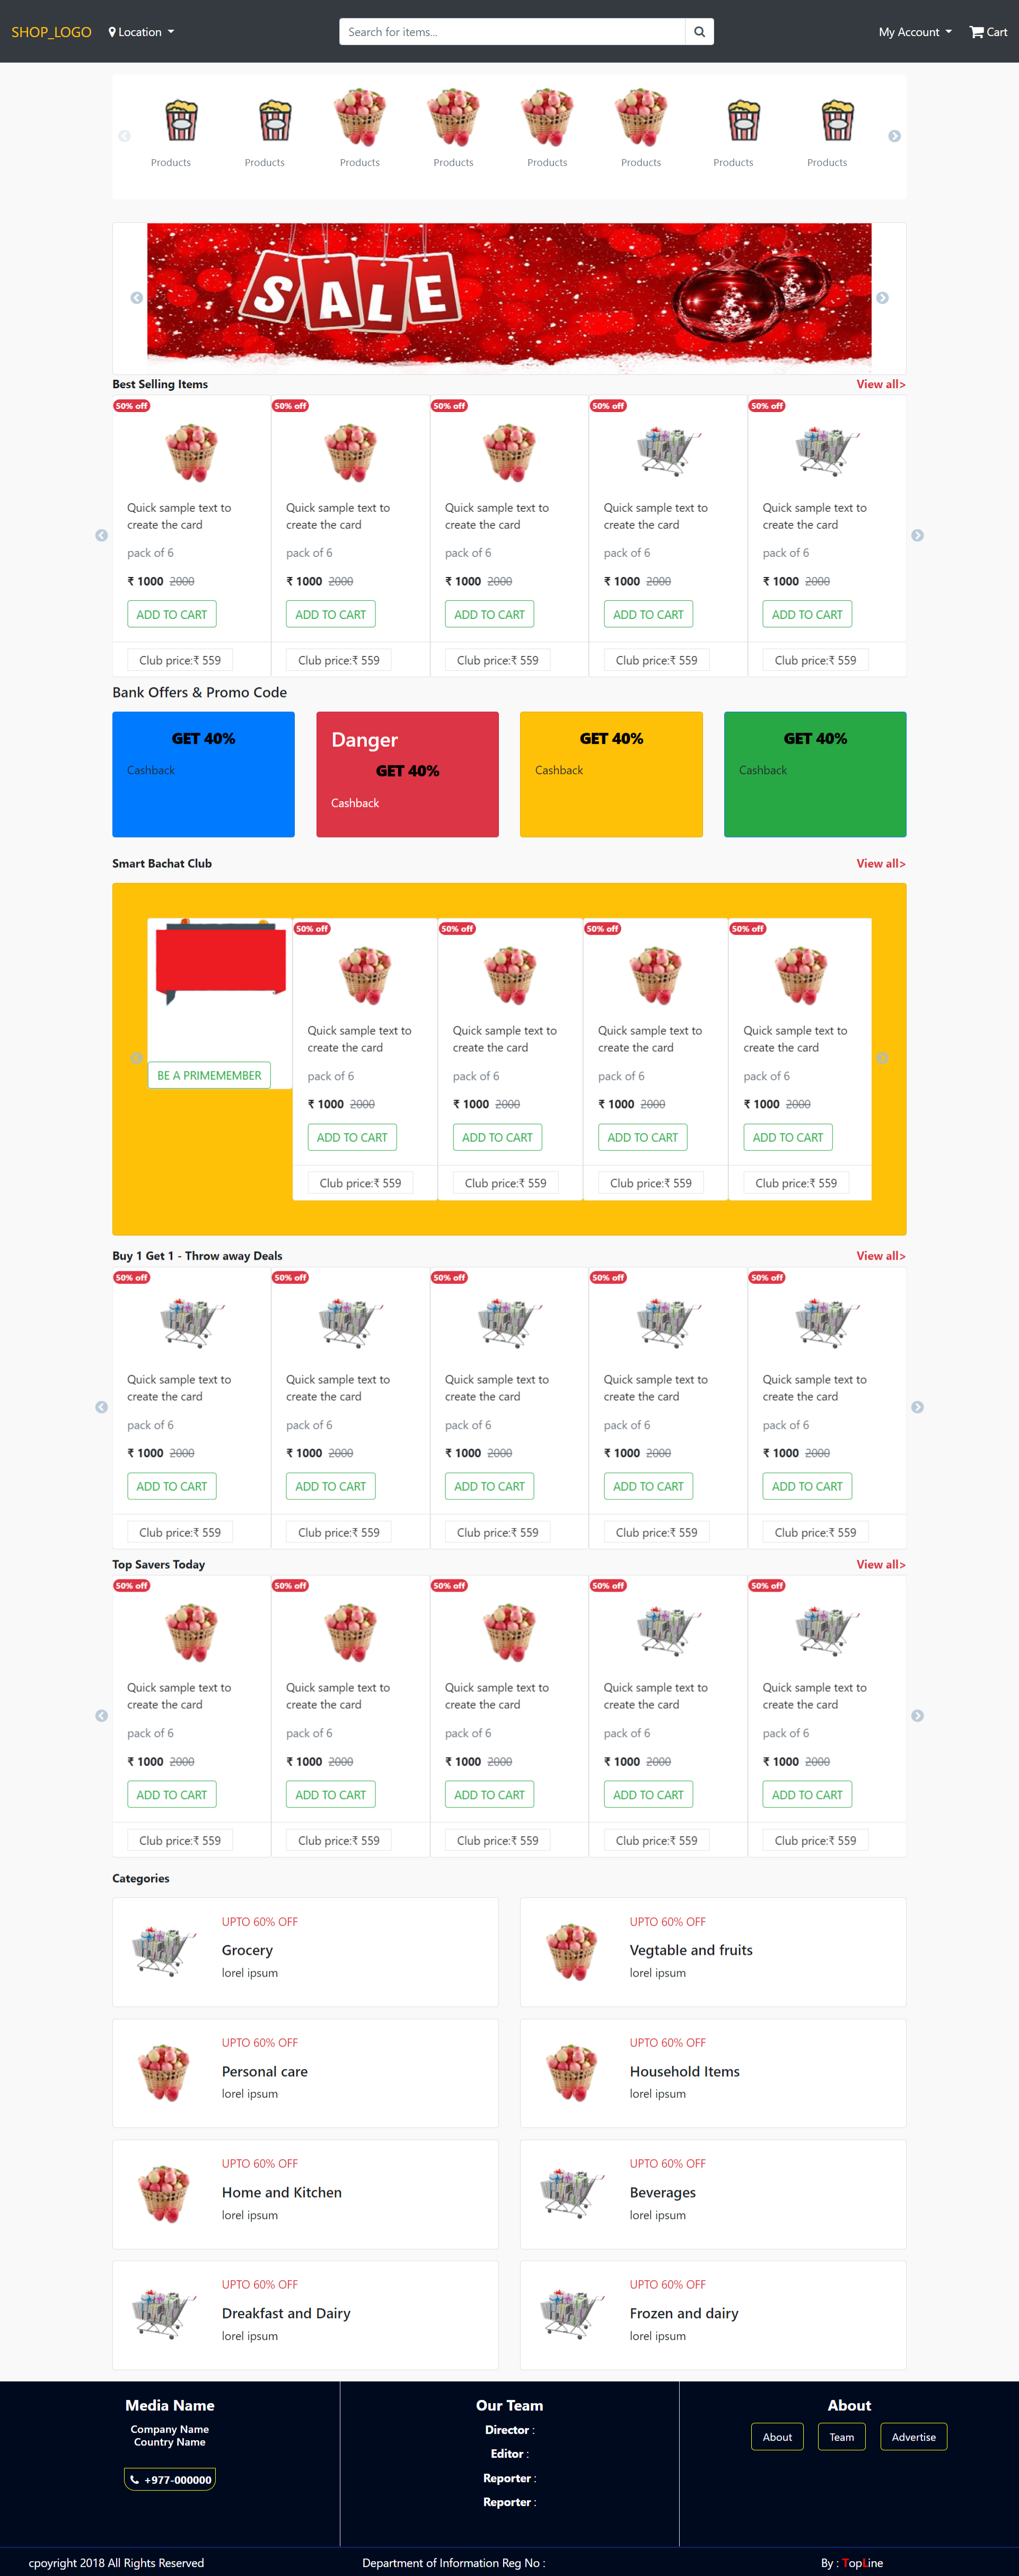 SHOP_LOGO Location Search for items... My Account Cart
Products Products Products Products Products Products Products Products
SALE
Best Selling Items View all>
50% off 50% off 50% off 50% off 50% off
Quick sample text to Quick sample text to Quick sample text to Quick sample text to Quick sample text to
create the card create the card create the card create the card create the card
pack of 6 pack of 6 pack of 6 pack of 6 pack of 6
₹ 1000 2000 ₹ 1000 2000 ₹ 1000 2000 ₹ 1000 2000 ₹ 1000 2000
ADD TO CART ADD TO CART ADD TO CART ADD TO CART ADD TO CART
Club price:₹ 559 Club price:₹ 559 Club price:₹ 559 Club price:₹ 559 Club price:₹ 559
Bank Offers & Promo Code
GET 40% Danger GET 40% GET 40%
GET 40%
Cashback Cashback Cashback
Cashback
Smart Bachat Club View all>
50% off 50% off 50% off 50% off
Quick sample text to Quick sample text to Quick sample text to Quick sample text to
create the card create the card create the card create the card
BE A PRIMEMEMBER pack of 6 pack of 6 pack of 6 pack of 6
₹ 1000 2000 ₹ 1000 2000 ₹ 1000 2000 ₹ 1000 2000
ADD TO CART ADD TO CART ADD TO CART ADD TO CART
Club price:₹ 559 Club price:₹ 559 Club price:₹ 559 Club price:₹ 559
Buy 1 Get 1 - Throw away Deals View all>
50% off 50% off 50% off 50% off 50% off
Quick sample text to Quick sample text to Quick sample text to Quick sample text to Quick sample text to
create the card create the card create the card create the card create the card
pack of 6 pack of 6 pack of 6 pack of 6 pack of 6
₹ 1000 2000 ₹ 1000 2000 ₹ 1000 2000 ₹ 1000 2000 ₹ 1000 2000
ADD TO CART ADD TO CART ADD TO CART ADD TO CART ADD TO CART
Club price:₹ 559 Club price:₹ 559 Club price:₹ 559 Club price:₹ 559 Club price:₹ 559
Top Savers Today View all>
50% off 50% off 50% off 50% off 50% off
Quick sample text to Quick sample text to Quick sample text to Quick sample text to Quick sample text to
create the card create the card create the card create the card create the card
pack of 6 pack of 6 pack of 6 pack of 6 pack of 6
₹ 1000 2000 ₹ 1000 2000 ₹ 1000 2000 ₹ 1000 2000 ₹ 1000 2000
ADD TO CART ADD TO CART ADD TO CART ADD TO CART ADD TO CART
Club price:₹ 559 Club price:₹ 559 Club price:₹ 559 Club price:₹ 559 Club price:₹ 559
Categories
UPTO 60% OFF UPTO 60% OFF
Grocery Vegtable and fruits
lorel ipsum lorel ipsum
UPTO 60% OFF UPTO 60% OFF
Personal care Household Items
lorel ipsum lorel ipsum
UPTO 60% OFF UPTO 60% OFF
Home and Kitchen Beverages
lorel ipsum lorel ipsum
UPTO 60% OFF UPTO 60% OFF
Dreakfast and Dairy Frozen and dairy
lorel ipsum lorel ipsum
Media Name
Company Name
Country Name
+977-000000
Our Team
Director :
Editor :
Reporter :
Reporter :
About
About Team Advertise
cpoyright 2018 All Rights Reserved Department of Information Reg No : By : TopLine